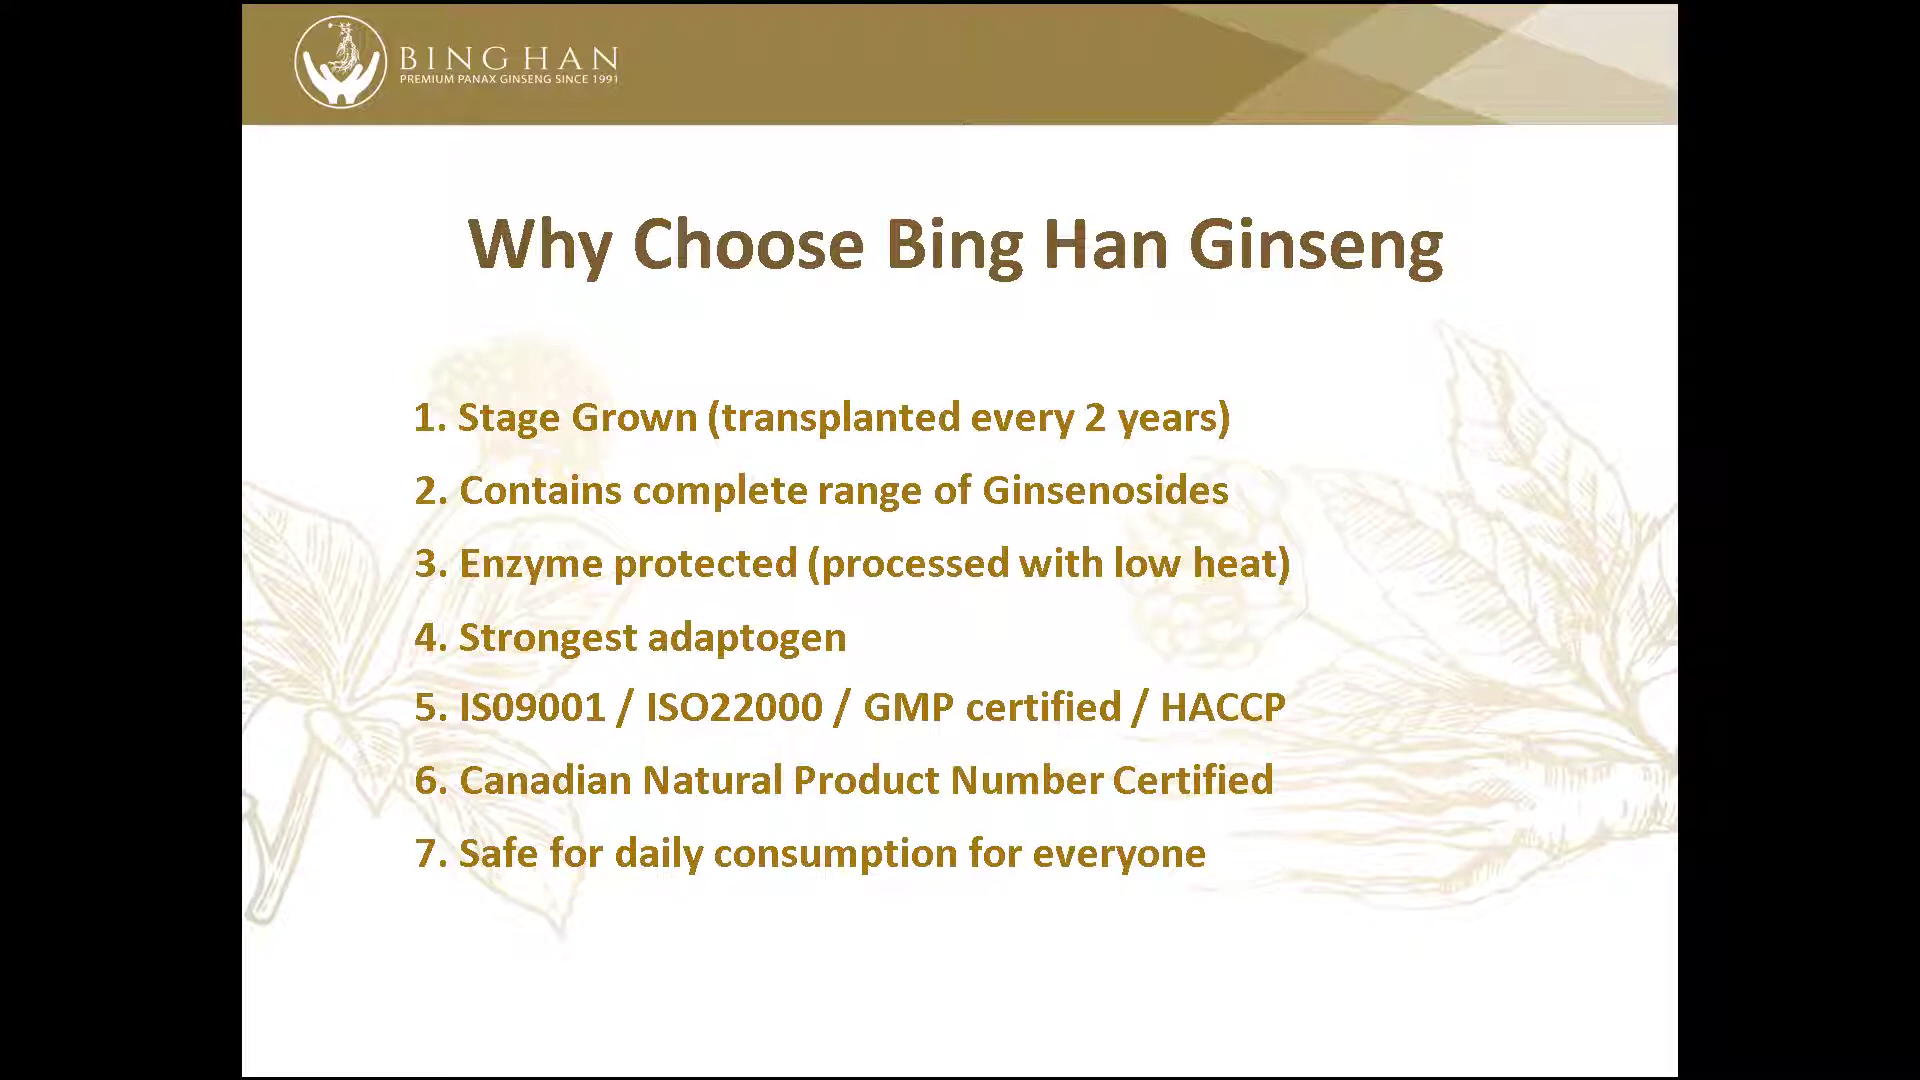 BING HAN
PREMIUM PANAX GINSENG SINCE 1991
Why Choose Bing Han Ginseng
1. Stage Grown (transplanted every 2 years)
2. Contains complete range of Ginsenosides
3. Enzyme protected (processed with low heat)
4. Strongest adaptogen
5. IS09001 / ISO22000 / GMP certified / HACCP
6. Canadian Natural Product Number Certified
7. Safe for daily consumption for everyone